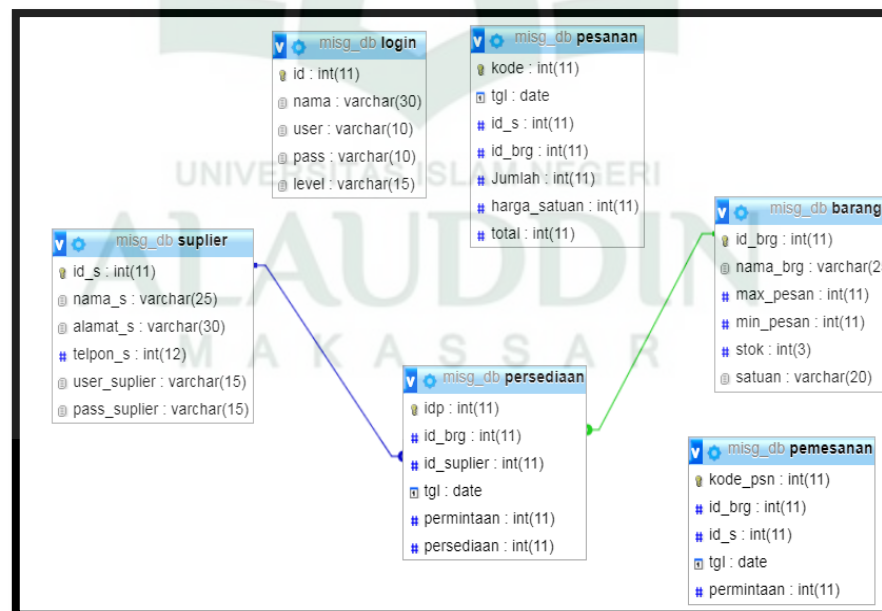 misg_db login
id : int(11)
nama : varchar(30)
user : varchar(10)
pass : varchar(10)
level : varchar(15)
misg_db pesanan
kode : int(11)
tgl : date
id_s : int(11)
id_brg : int(11)
Jumlah : int(11)
harga_satuan : int(11)
total : int(11)
UNIVERSITAS ISLAM NEGERI
ALAUDDIN
MAKASSAR
misg_db suplier
id_s : int(11)
nama_s : varchar(25)
alamat_s : varchar(30)
telpon_s : int(12)
user_suplier : varchar(15)
pass_suplier : varchar(15)
misg_db barang
id_brg : int(11)
nama_brg : varchar(2
max_pesan : int(11)
min_pesan : int(11)
stok : int(3)
satuan : varchar(20)
misg_db persediaan
idp : int(11)
id_brg : int(11)
id_suplier : int(11)
tgl : date
permintaan : int(11)
persediaan : int(11)
misg_db pemesanan
kode_psn : int(11)
id_brg : int(11)
id_s : int(11)
tgl : date
permintaan : int(11)